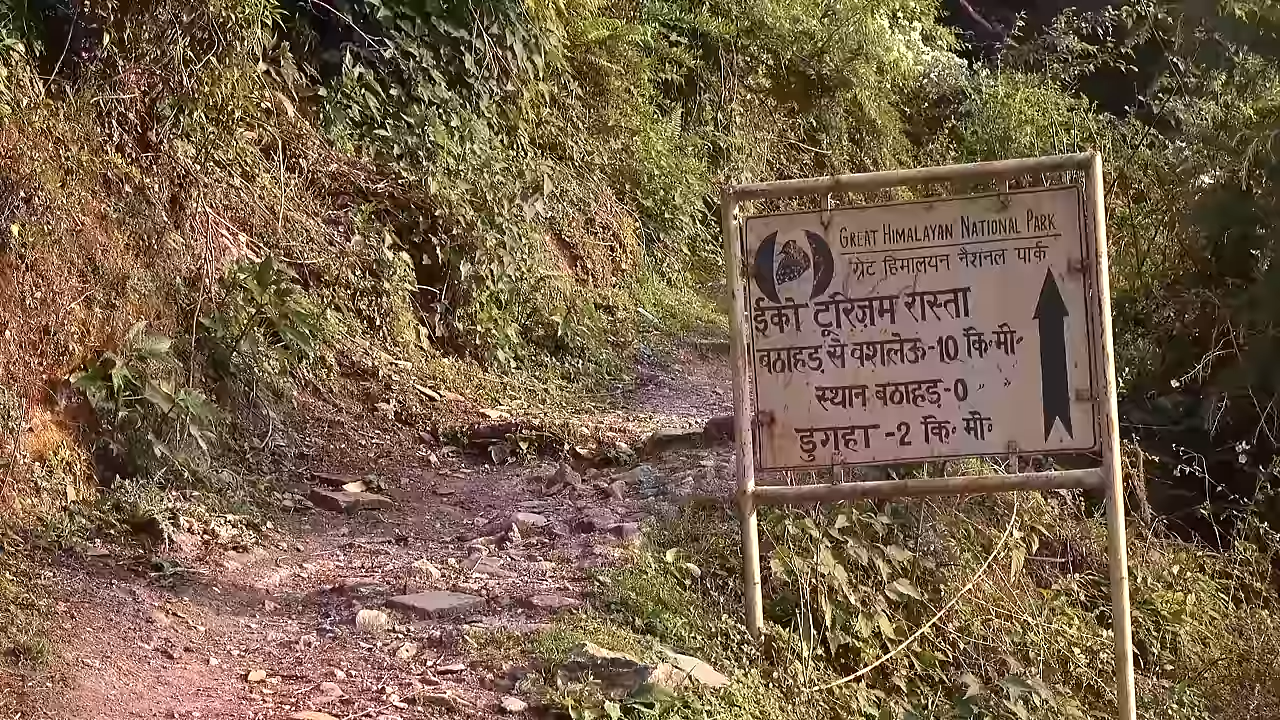 GREAT HIMALAYAN NATIONAL PARK
ग्रेट हिमालयन नैशनल पार्क
ईको टूरिज़म रास्ता
बठाहड़ से वशलेऊ-10 कि॰मी॰
स्थान बठाहड़-0 " "
डुगहा -2 कि॰ मी॰